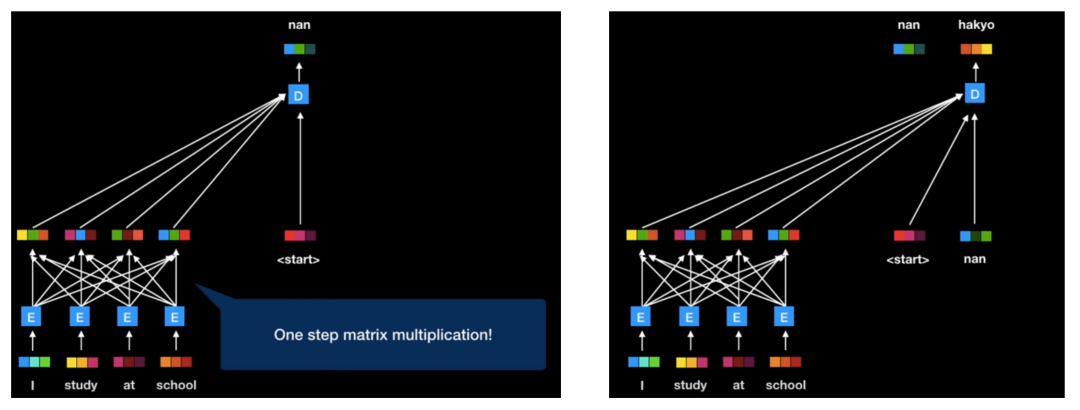 nan
D
<start>
E E E E
One step matrix multiplication!
I study at school
nan hakyo
D
<start> nan
E E E E
I study at school